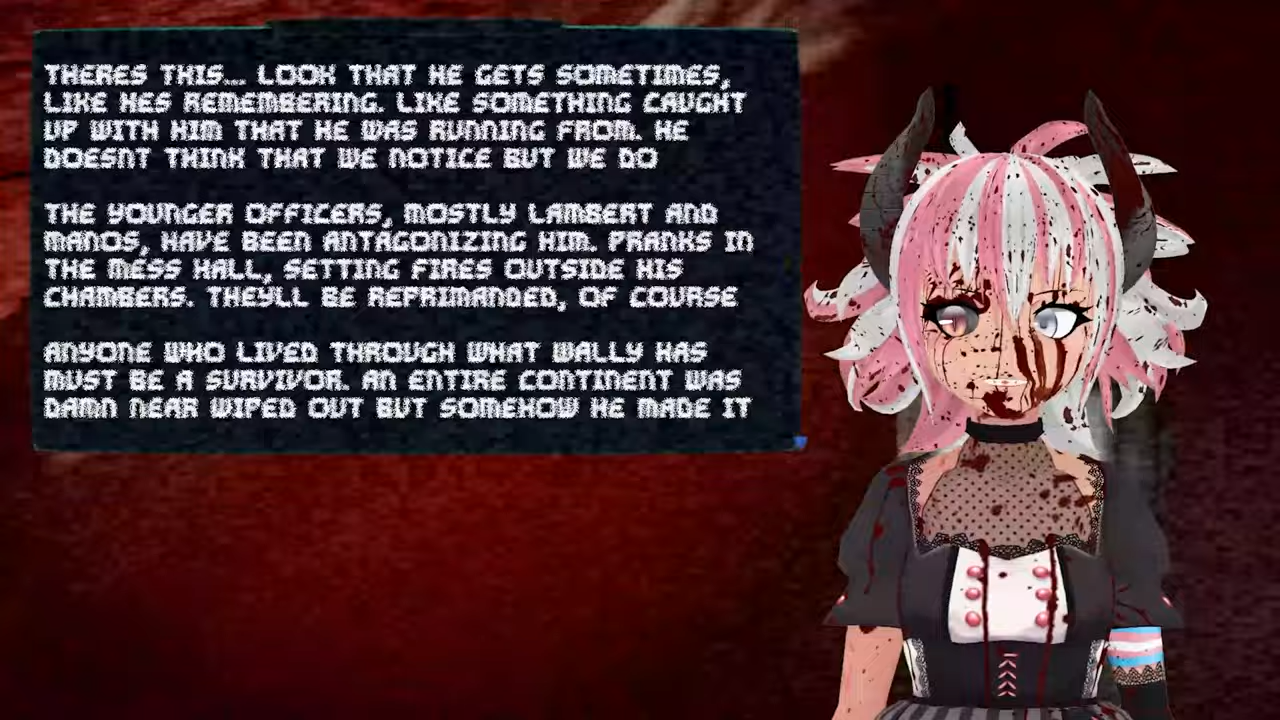 THERES THIS... LOOK THAT HE GETS SOMETIMES,
LIKE HES REMEMBERING. LIKE SOMETHING CAUGHT
UP WITH HIM THAT HE WAS RUNNING FROM. HE
DOESNT THINK THAT WE NOTICE BUT WE DO
THE YOUNGER OFFICERS, MOSTLY LAMBERT AND
MANOS, HAVE BEEN ANTAGONIZING HIM. PRANKS IN
THE MESS HALL, SETTING FIRES OUTSIDE HIS
CHAMBERS. THEYLL BE REPRIMANDED, OF COURSE
ANYONE WHO LIVED THROUGH WHAT WALLY HAS
MUST BE A SURVIVOR. AN ENTIRE CONTINENT WAS
DAMN NEAR WIPED OUT BUT SOMEHOW HE MADE IT